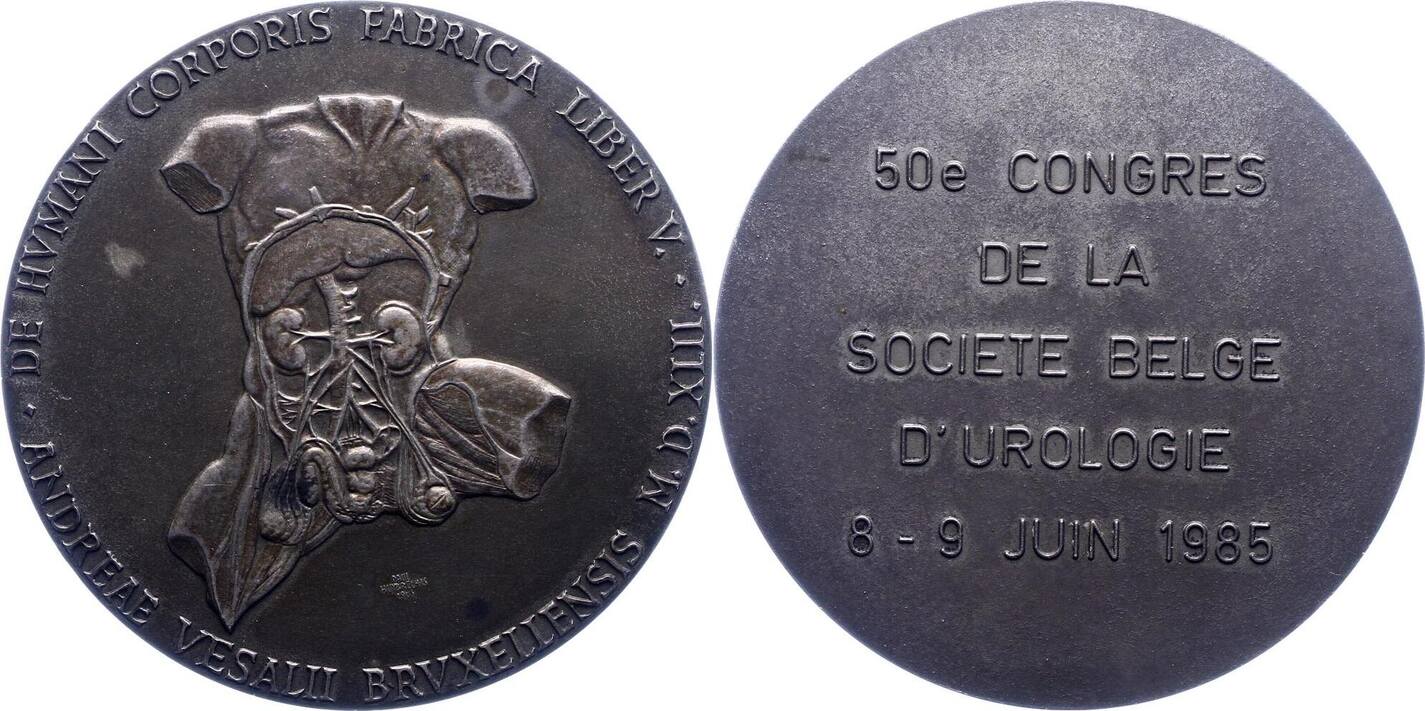 DE HVMANI CORPORIS FABRICA LIBER V.
ANDREAE VESALII BRVXELLENSIS M.D.
50e CONGRES
DE LA
SOCIETE BELGE
D'UROLOGIE
8 - 9 JUIN 1985